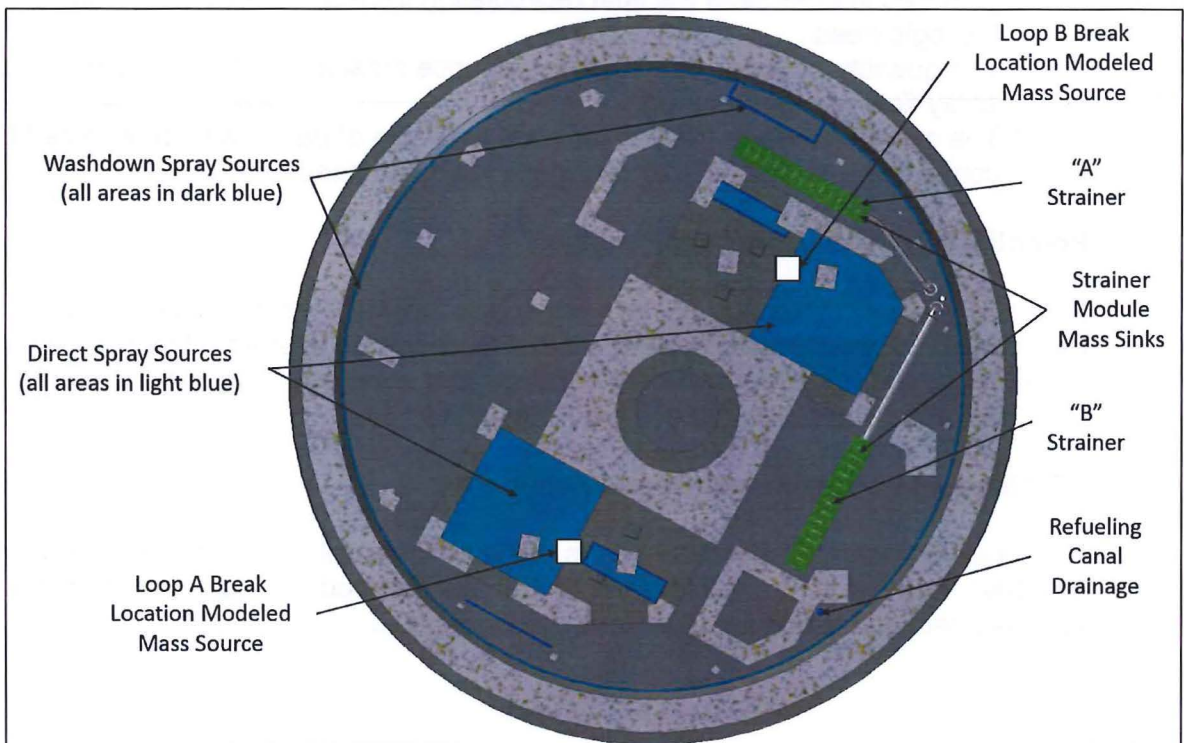 Loop B Break
Location Modeled
Mass Source
Washdown Spray Sources
(all areas in dark blue)
"A"
Strainer
Strainer
Module
Mass Sinks
Direct Spray Sources
(all areas in light blue)
"B"
Strainer
Refueling
Canal
Drainage
Loop A Break
Location Modeled
Mass Source